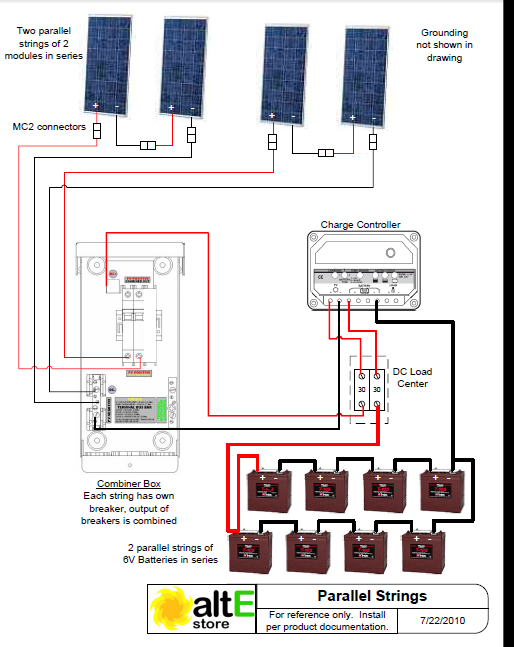 Two parallel
strings of 2
modules in series
Grounding
not shown in
drawing
MC2 connectors
Charge Controller
DC Load
Center
30
30
Combiner Box
Each string has own
breaker, output of
breakers is combined
2 parallel strings of
6V Batteries in series
altE
store
Parallel Strings
For reference only. Install
per product documentation.
7/22/2010